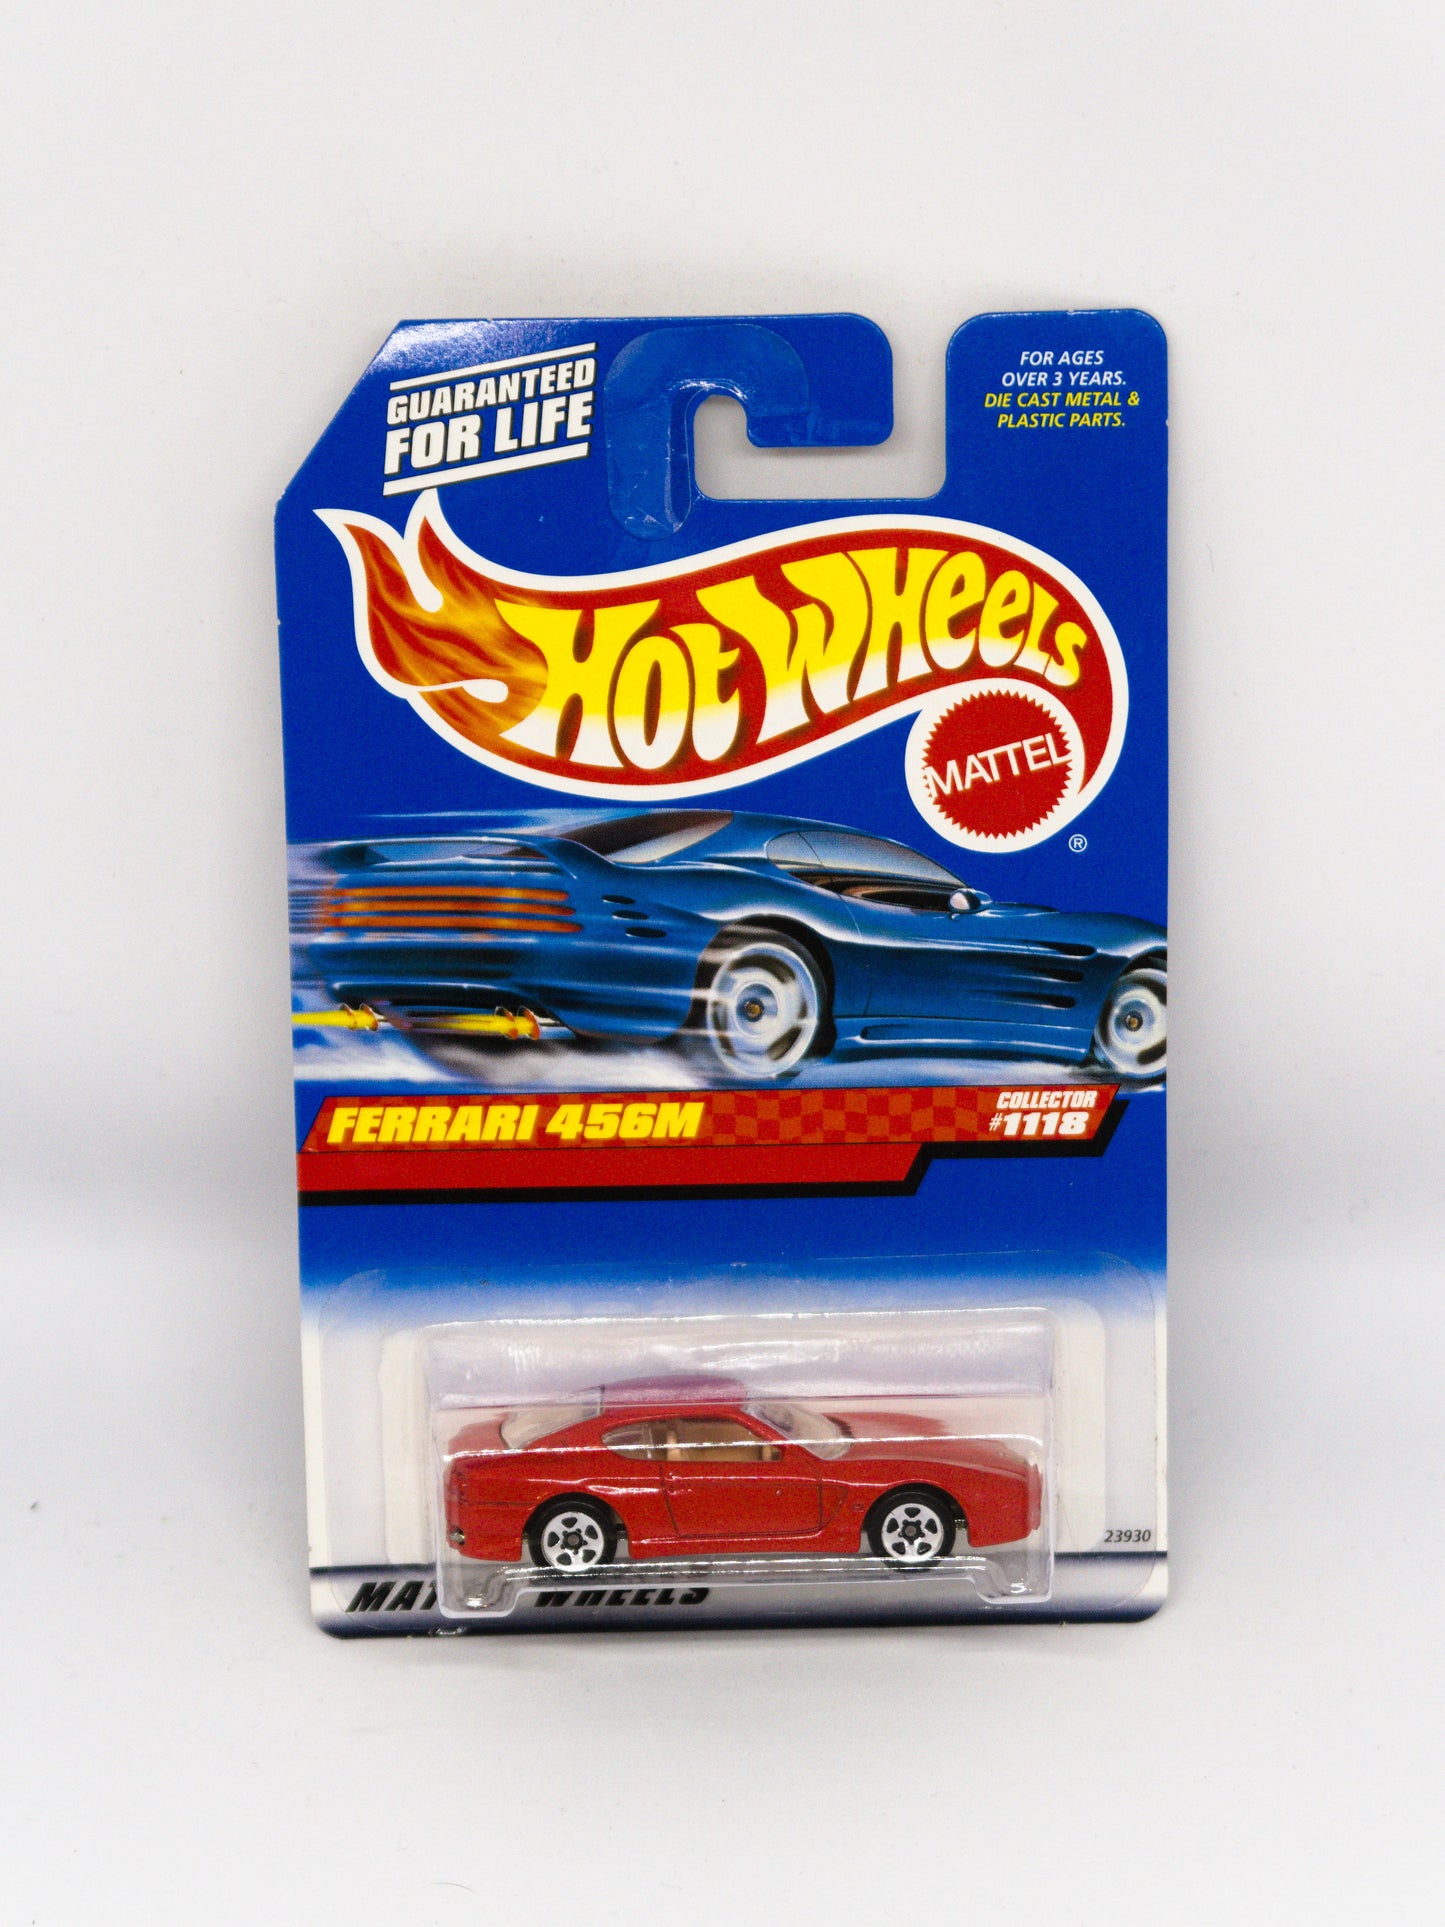 GUARANTEED
FOR LIFE
FOR AGES
OVER 3 YEARS.
DIE CAST METAL &
PLASTIC PARTS.
HOT WHEELS
MATTEL
®
FERRARI 456M
COLLECTOR
#1118
23930
WHEELS